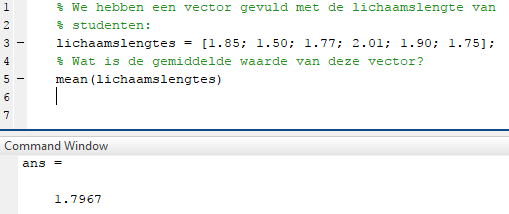 1 % We hebben een vector gevuld met de lichaamslengte van
2 % studenten:
3 – lichaamslengtes = [1.85; 1.50; 1.77; 2.01; 1.90; 1.75];
4 % Wat is de gemiddelde waarde van deze vector?
5 – mean(lichaamslengtes)
6
7
Command Window
ans =
1.7967